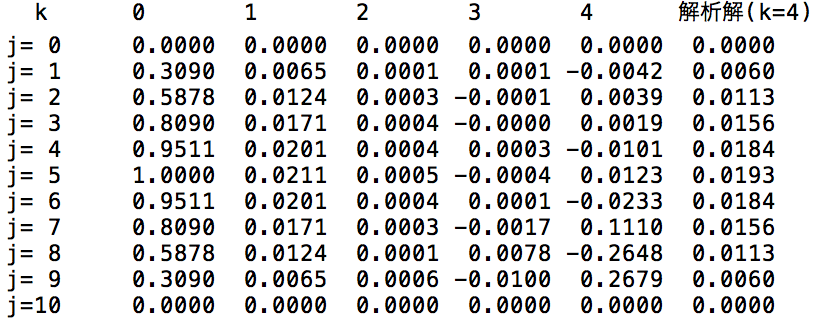 k 0 1 2 3 4 解析解(k=4)
j= 0 0.0000 0.0000 0.0000 0.0000 0.0000 0.0000
j= 1 0.3090 0.0065 0.0001 0.0001 -0.0042 0.0060
j= 2 0.5878 0.0124 0.0003 -0.0001 0.0039 0.0113
j= 3 0.8090 0.0171 0.0004 -0.0000 0.0019 0.0156
j= 4 0.9511 0.0201 0.0004 0.0003 -0.0101 0.0184
j= 5 1.0000 0.0211 0.0005 -0.0004 0.0123 0.0193
j= 6 0.9511 0.0201 0.0004 0.0001 -0.0233 0.0184
j= 7 0.8090 0.0171 0.0003 -0.0017 0.1110 0.0156
j= 8 0.5878 0.0124 0.0001 0.0078 -0.2648 0.0113
j= 9 0.3090 0.0065 0.0006 -0.0100 0.2679 0.0060
j=10 0.0000 0.0000 0.0000 0.0000 0.0000 0.0000